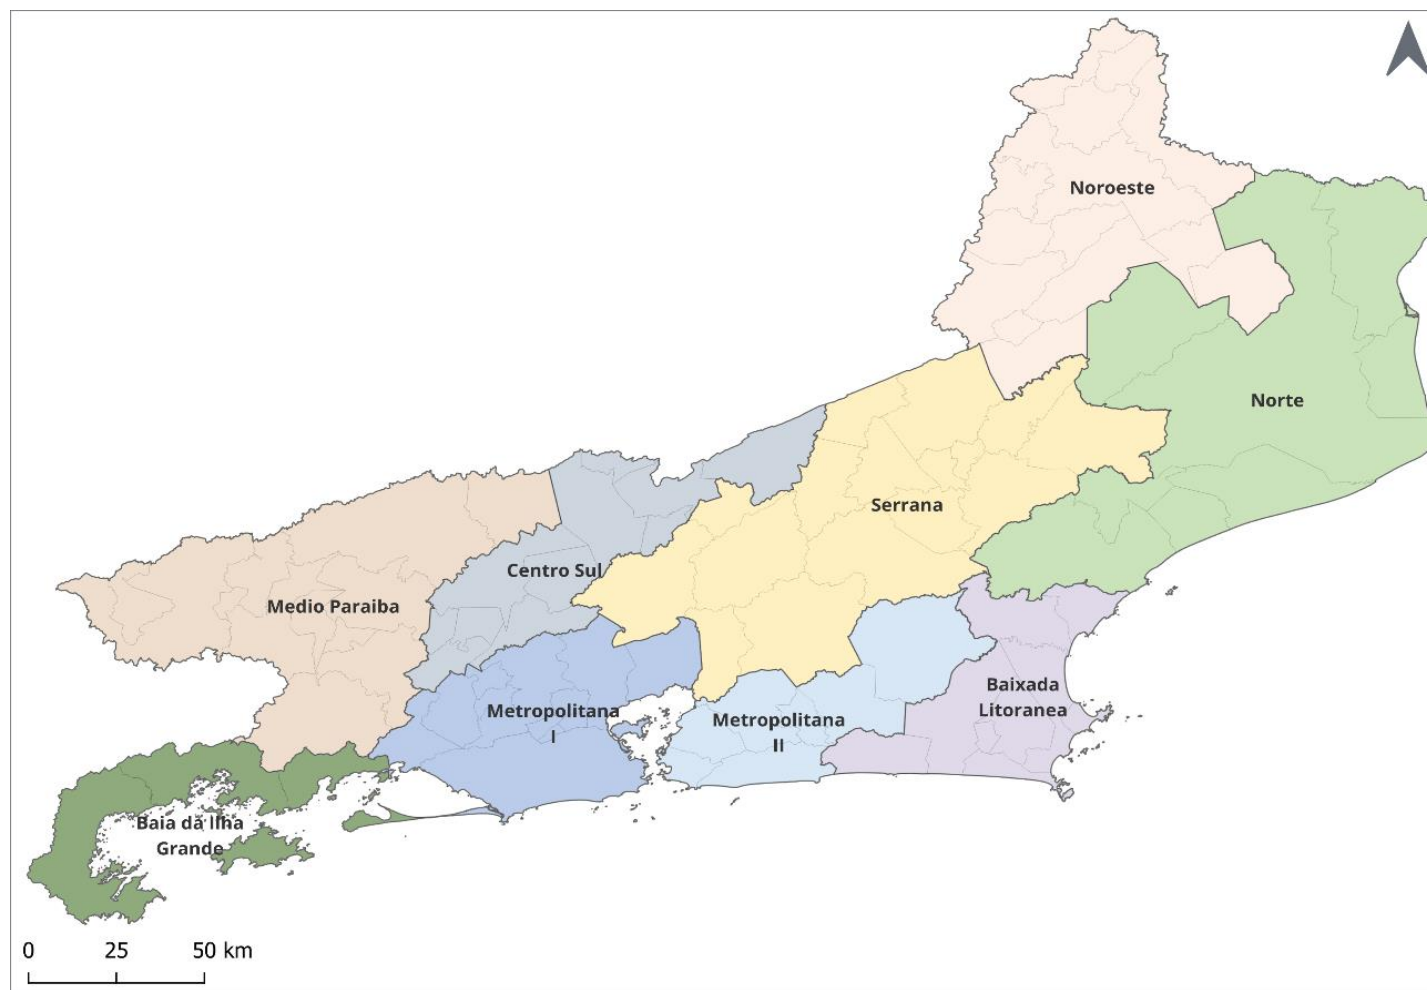 Noroeste
Norte
Serrana
Centro Sul
Medio Paraiba
Baixada
Litoranea
Metropolitana
I
Metropolitana
II
Baia da Ilha
Grande
0 25 50 km